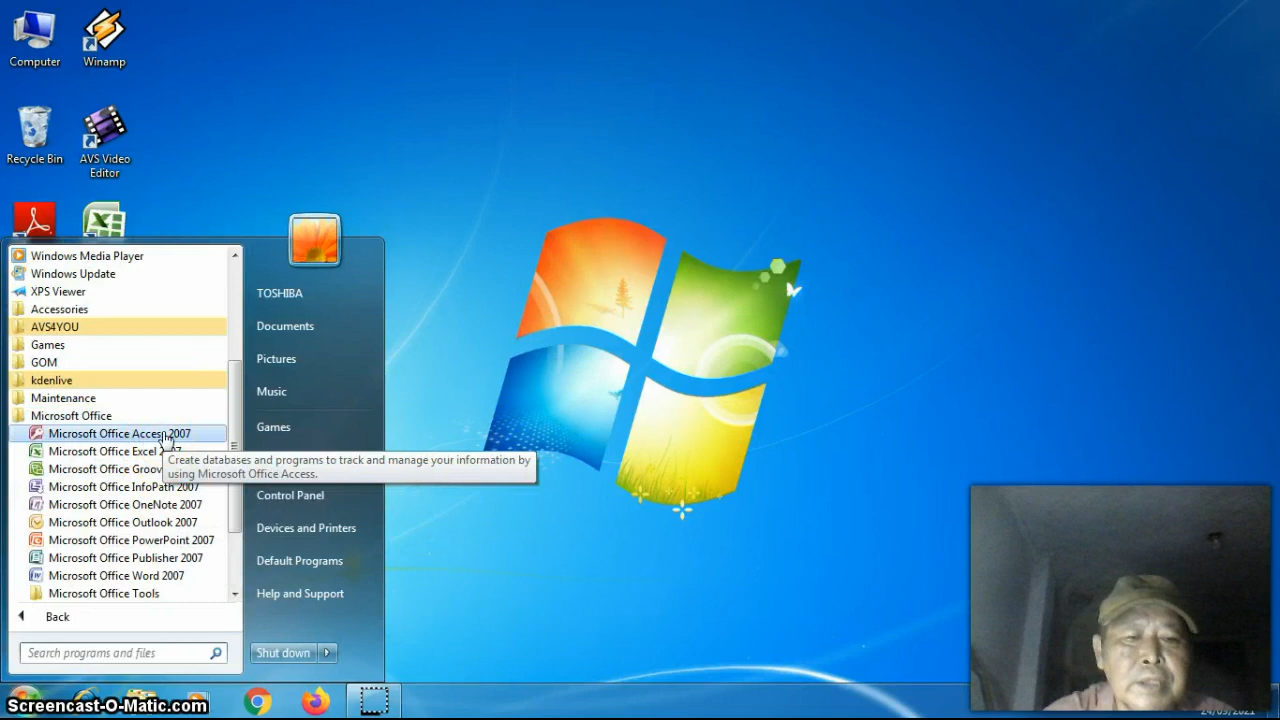 Computer
Winamp
Recycle Bin
AVS Video
Editor
Windows Media Player
Windows Update
XPS Viewer
Accessories
AVS4YOU
Games
GOM
kdenlive
Maintenance
Microsoft Office
Microsoft Office Access 2007
Microsoft Office Excel
Microsoft Office
Microsoft Office InfoPath 2007
Microsoft Office OneNote 2007
Microsoft Office Outlook 2007
Microsoft Office PowerPoint 2007
Microsoft Office Publisher 2007
Microsoft Office Word 2007
Microsoft Office Tools
Back
Search programs and files
TOSHIBA
Documents
Pictures
Music
Games
Create databases and programs to track and manage your information by
using Microsoft Office Access.
Control Panel
Devices and Printers
Default Programs
Help and Support
Shut down
Screencast-O-Matic.com